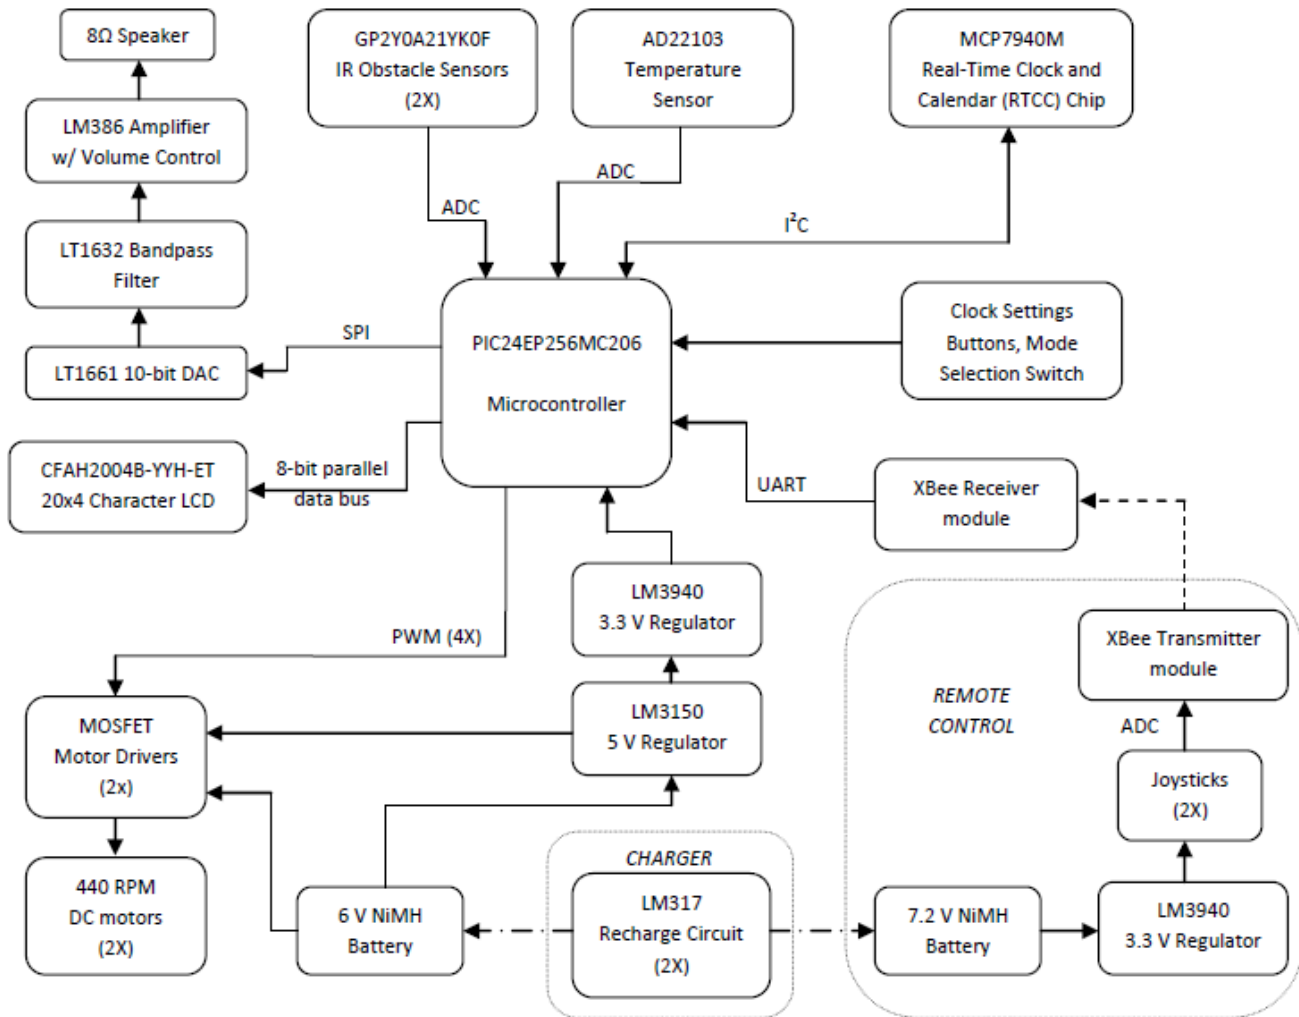 8Ω Speaker
GP2Y0A21YK0F
IR Obstacle Sensors
(2X)
AD22103
Temperature
Sensor
MCP7940M
Real-Time Clock and
Calendar (RTCC) Chip
LM386 Amplifier
w/ Volume Control
ADC
ADC
I²C
LT1632 Bandpass
Filter
SPI
LT1661 10-bit DAC
PIC24EP256MC206
Microcontroller
Clock Settings
Buttons, Mode
Selection Switch
CFAH2004B-YYH-ET
20x4 Character LCD
8-bit parallel
data bus
UART
XBee Receiver
module
LM3940
3.3 V Regulator
PWM (4X)
XBee Transmitter
module
REMOTE
CONTROL
ADC
MOSFET
Motor Drivers
(2x)
LM3150
5 V Regulator
Joysticks
(2X)
440 RPM
DC motors
(2X)
6 V NiMH
Battery
CHARGER
LM317
Recharge Circuit
(2X)
7.2 V NiMH
Battery
LM3940
3.3 V Regulator